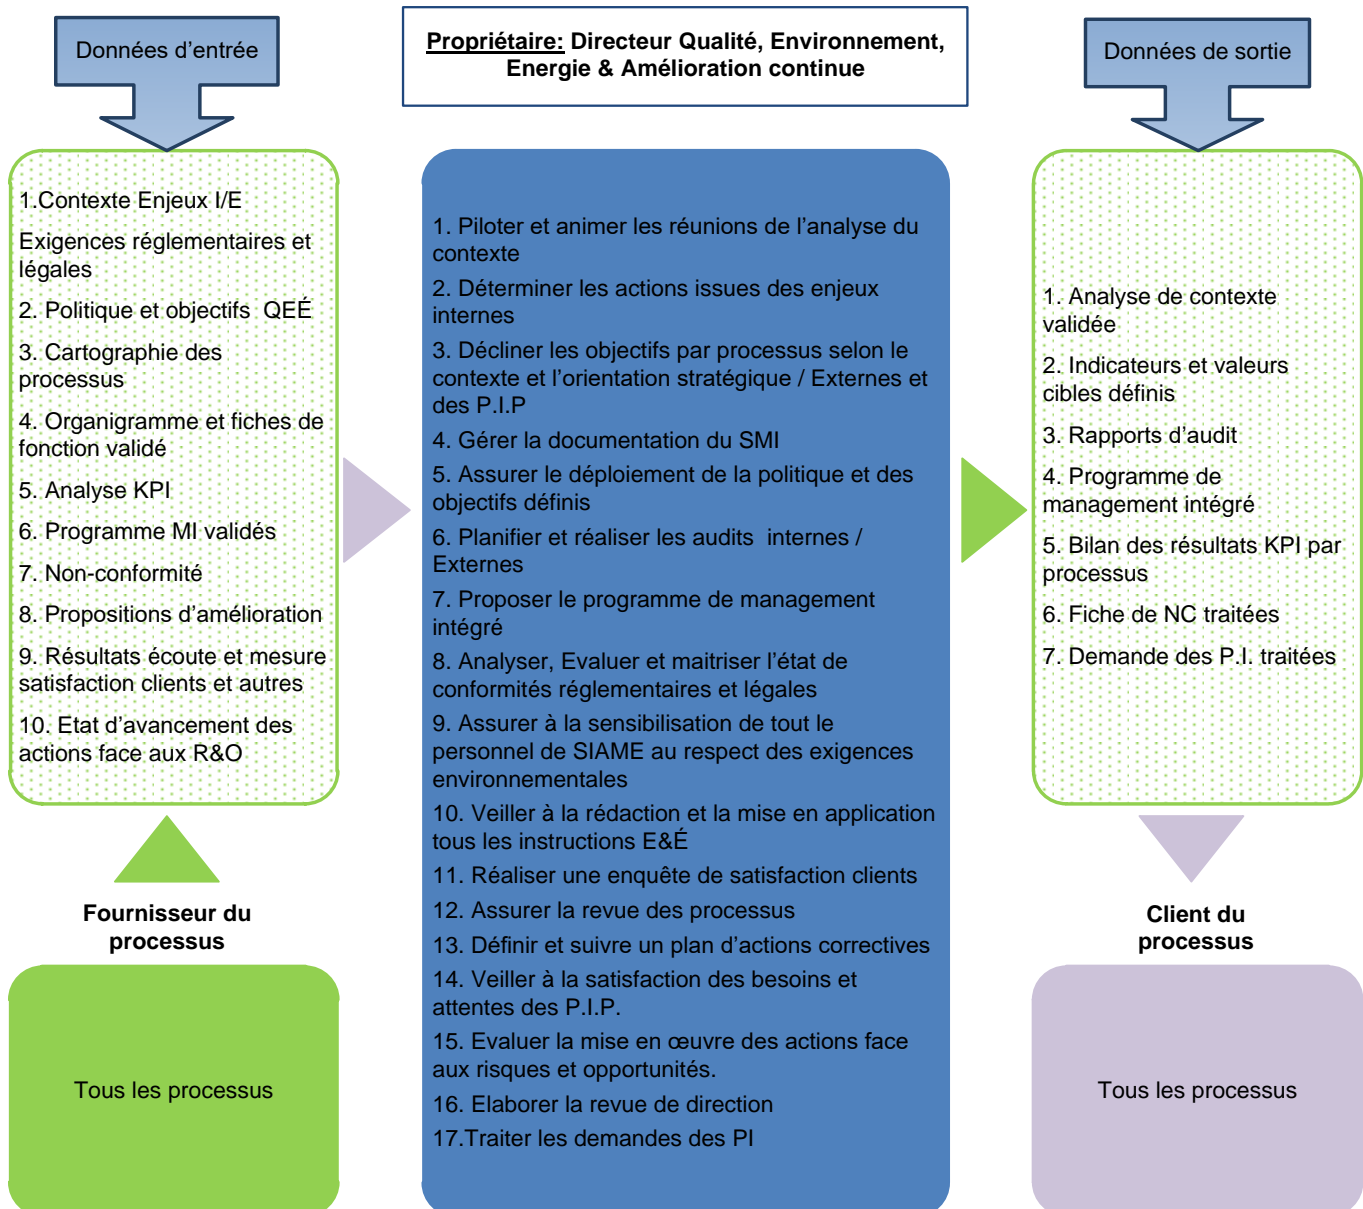 Données d'entrée
Propriétaire: Directeur Qualité, Environnement,
Energie & Amélioration continue
Données de sortie
1.Contexte Enjeux I/E
Exigences réglementaires et
légales
2. Politique et objectifs QEÉ
3. Cartographie des
processus
4. Organigramme et fiches de
fonction validé
5. Analyse KPI
6. Programme MI validés
7. Non-conformité
8. Propositions d'amélioration
9. Résultats écoute et mesure
satisfaction clients et autres
10. Etat d'avancement des
actions face aux R&O
Fournisseur du
processus
Tous les processus
1. Piloter et animer les réunions de l'analyse du
contexte
2. Déterminer les actions issues des enjeux
internes
3. Décliner les objectifs par processus selon le
contexte et l'orientation stratégique / Externes et
des P.I.P
4. Gérer la documentation du SMI
5. Assurer le déploiement de la politique et des
objectifs définis
6. Planifier et réaliser les audits internes /
Externes
7. Proposer le programme de management
intégré
8. Analyser, Evaluer et maitriser l'état de
conformités réglementaires et légales
9. Assurer à la sensibilisation de tout le
personnel de SIAME au respect des exigences
environnementales
10. Veiller à la rédaction et la mise en application
tous les instructions E&É
11. Réaliser une enquête de satisfaction clients
12. Assurer la revue des processus
13. Définir et suivre un plan d'actions correctives
14. Veiller à la satisfaction des besoins et
attentes des P.I.P.
15. Evaluer la mise en œuvre des actions face
aux risques et opportunités.
16. Elaborer la revue de direction
17.Traiter les demandes des PI
1. Analyse de contexte
validée
2. Indicateurs et valeurs
cibles définis
3. Rapports d'audit
4. Programme de
management intégré
5. Bilan des résultats KPI par
processus
6. Fiche de NC traitées
7. Demande des P.I. traitées
Client du
processus
Tous les processus